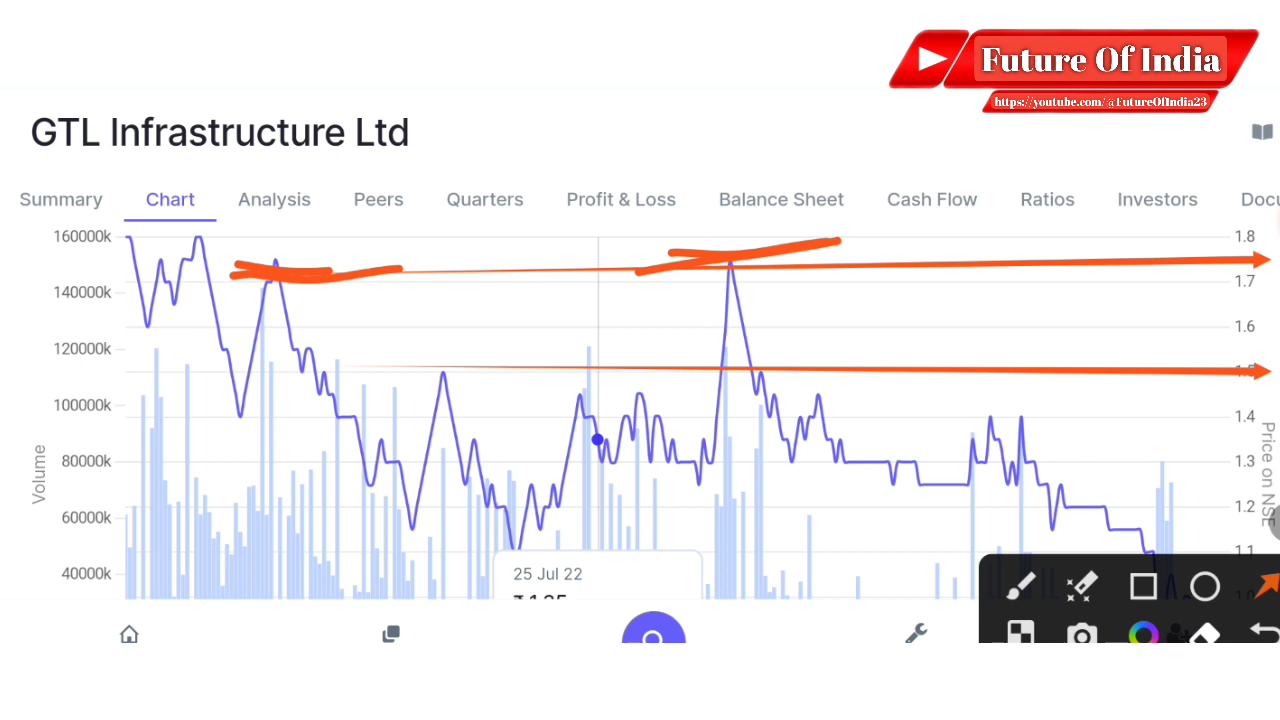 Future Of India
https://youtube.com/@FutureOfIndia23
GTL Infrastructure Ltd
Summary Chart Analysis Peers Quarters Profit & Loss Balance Sheet Cash Flow Ratios Investors Docu
160000k 1.8
140000k 1.7
1.6
120000k
100000k 1.4
80000k 1.3
60000k 1.2
40000k 1.1
Volume
Price on NSE
25 Jul 22